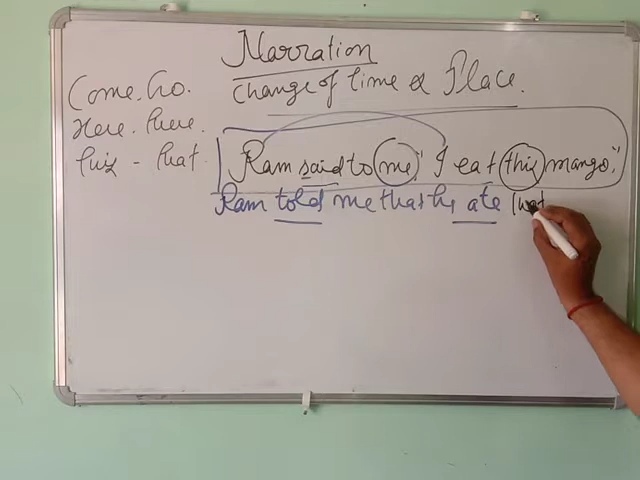 Narration
Change of Time & Place.
Come. Go.
Here. There.
This - That.
Ram said to me "I eat this mango."
Ram told me that he ate that